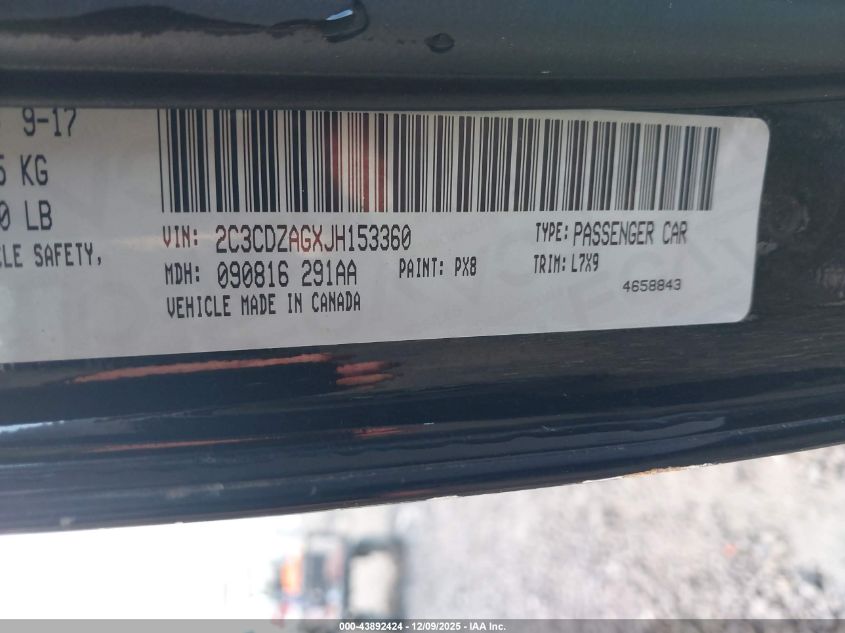 9-17
5 KG
0 LB
CLE SAFETY,
VIN: 2C3CDZAGXJH153360 TYPE: PASSENGER CAR
MDH: 090816 291AA PAINT: PX8 TRIM: L7X9
4658843
VEHICLE MADE IN CANADA
000-43892424 - 12/09/2025 - IAA Inc.